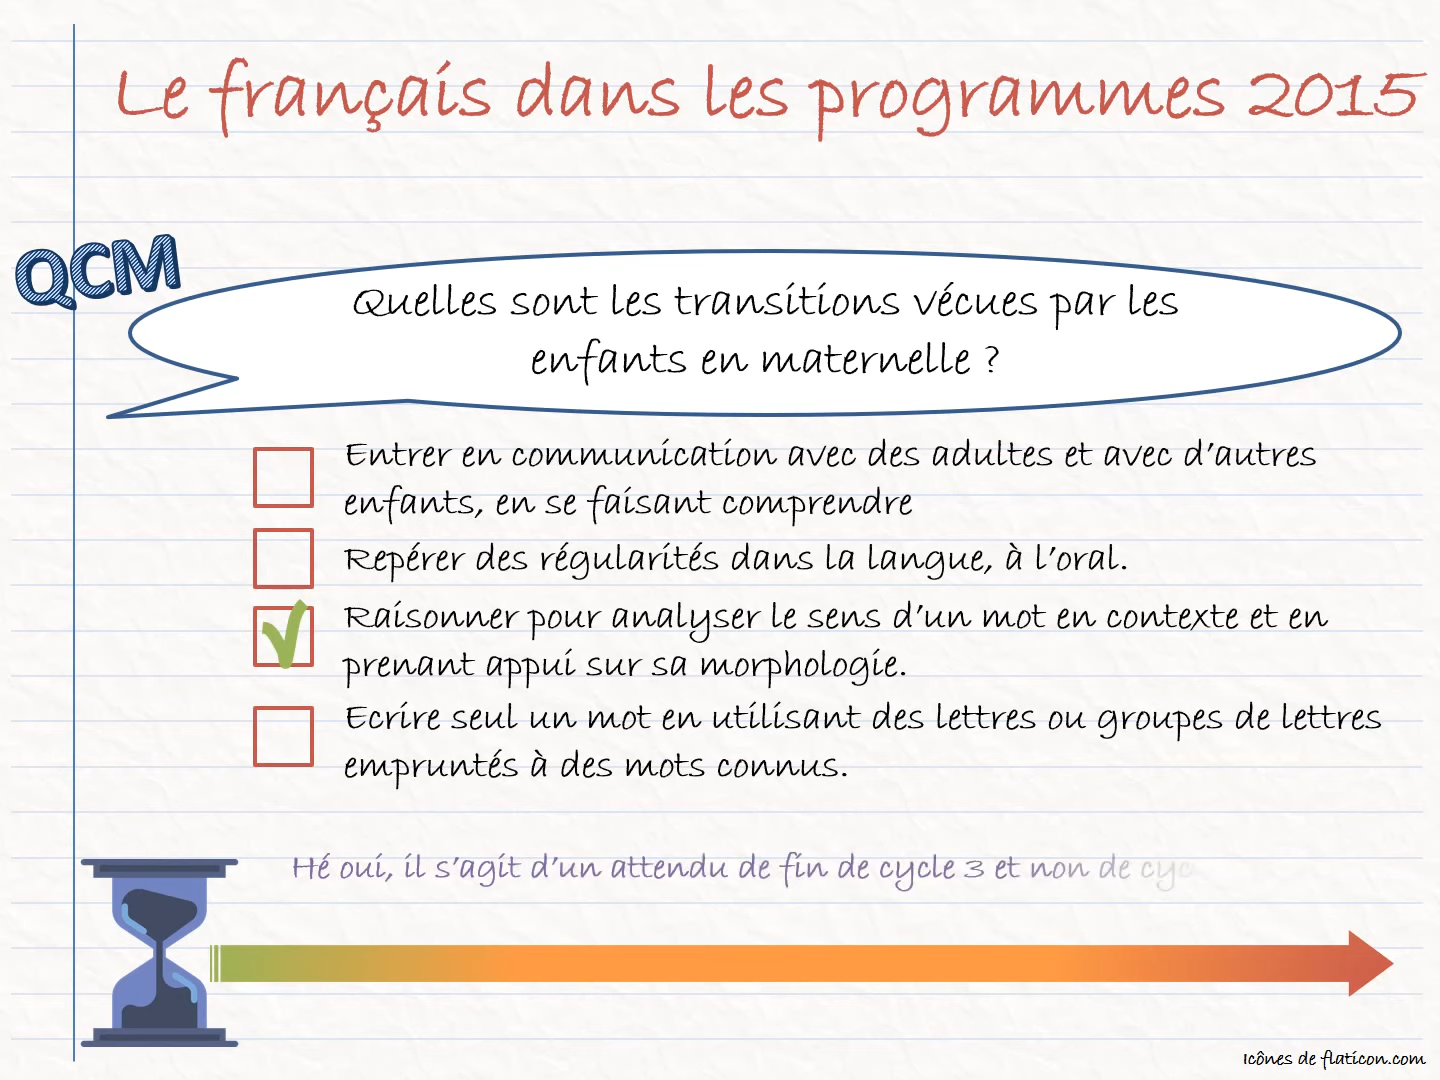 Le français dans les programmes 2015
QCM
Quelles sont les transitions vécues par les
enfants en maternelle ?
Entrer en communication avec des adultes et avec d'autres
enfants, en se faisant comprendre
Repérer des régularités dans la langue, à l'oral.
Raisonner pour analyser le sens d'un mot en contexte et en
prenant appui sur sa morphologie.
Ecrire seul un mot en utilisant des lettres ou groupes de lettres
empruntés à des mots connus.
Hé oui, il s'agit d'un attendu de fin de cycle 3 et non de
Icônes de flaticon.com